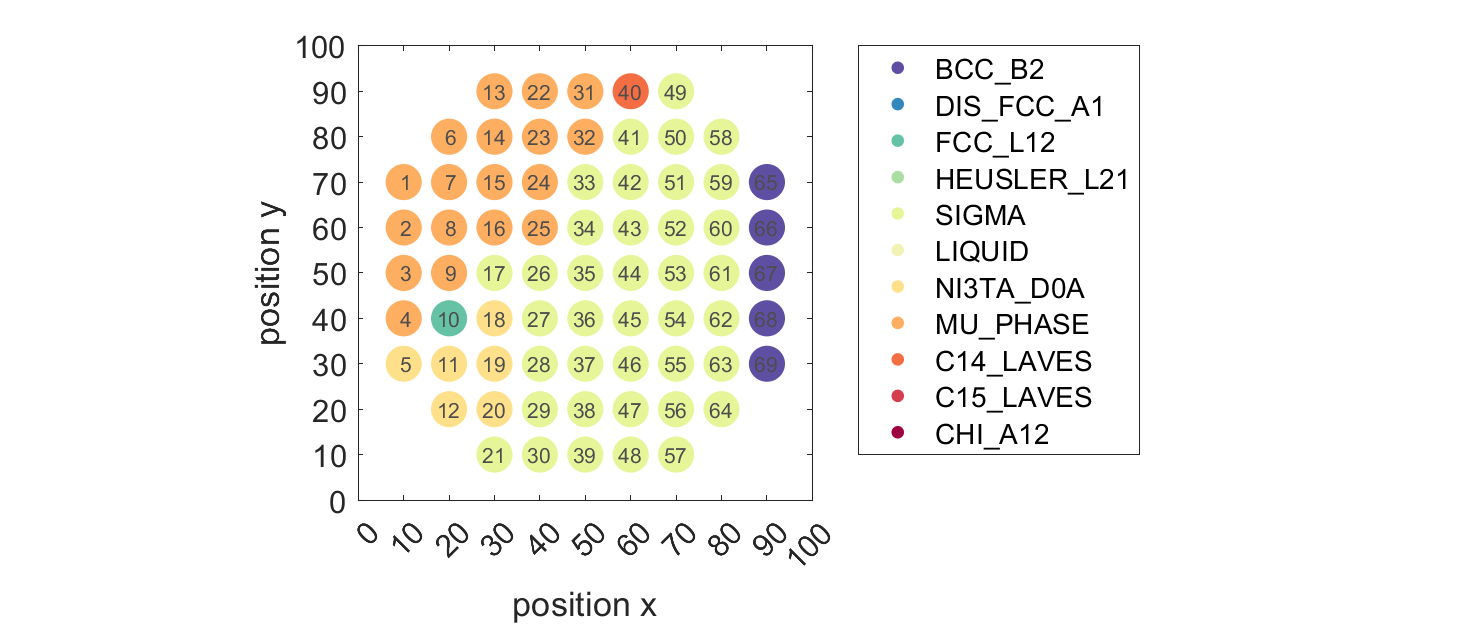 100
90
80
70
60
50
40
30
20
10
0
position y
13 22 31 40 49
6 14 23 32 41 50 58
1 7 15 24 33 42 51 59 65
2 8 16 25 34 43 52 60 66
3 9 17 26 35 44 53 61 67
4 10 18 27 36 45 54 62 68
5 11 19 28 37 46 55 63 69
12 20 29 38 47 56 64
21 30 39 48 57
0 10 20 30 40 50 60 70 80 90 100
position x
BCC_B2
DIS_FCC_A1
FCC_L12
HEUSLER_L21
SIGMA
LIQUID
NI3TA_D0A
MU_PHASE
C14_LAVES
C15_LAVES
CHI_A12